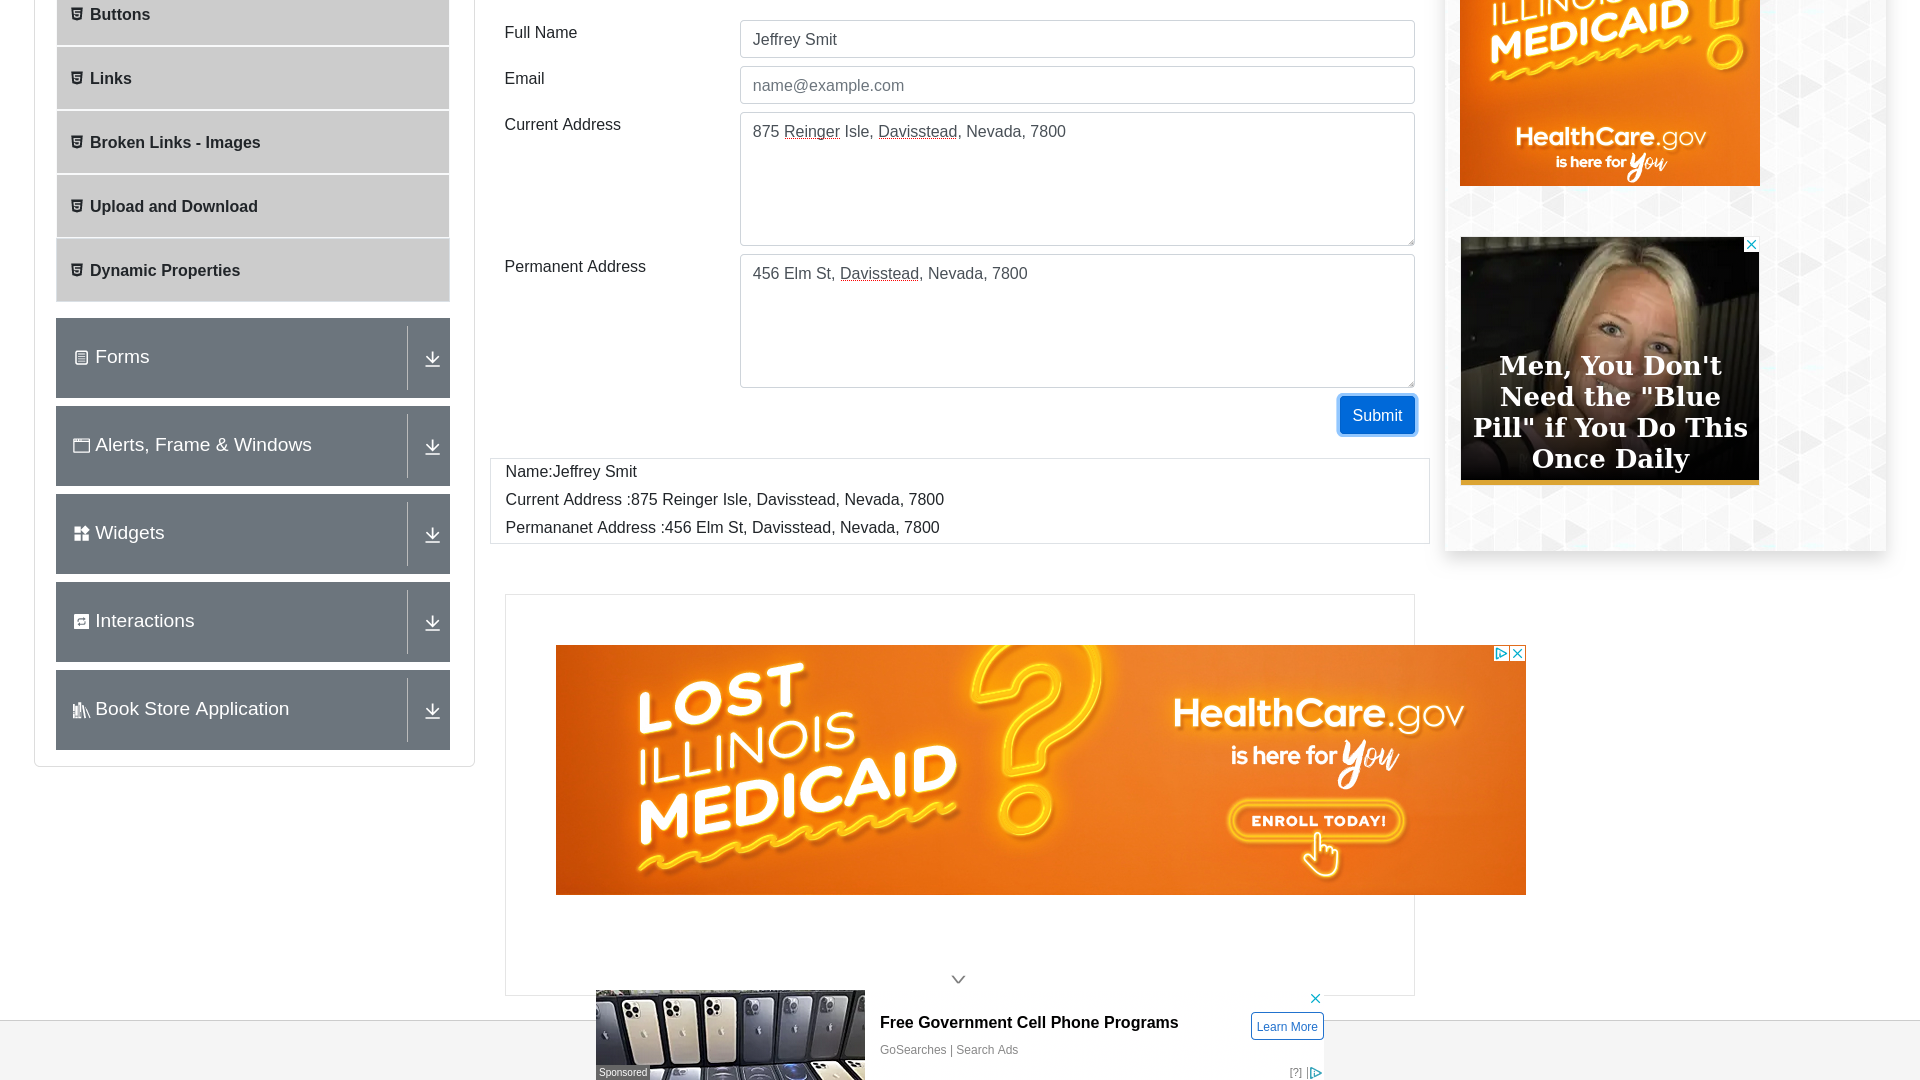 Buttons
Links
Broken Links - Images
Upload and Download
Dynamic Properties
Forms
Alerts, Frame & Windows
Widgets
Interactions
Book Store Application
Full Name
Jeffrey Smit
Email
name@example.com
Current Address
875 Reinger Isle, Davisstead, Nevada, 7800
Permanent Address
456 Elm St, Davisstead, Nevada, 7800
Submit
Name:Jeffrey Smit
Current Address :875 Reinger Isle, Davisstead, Nevada, 7800
Permananet Address :456 Elm St, Davisstead, Nevada, 7800
ILLINOIS
MEDICAID
HealthCare.gov
is here for you
Men, You Don't
Need the "Blue
Pill" if You Do This
Once Daily
LOST
ILLINOIS
MEDICAID
?
HealthCare.gov
is here for you
ENROLL TODAY!
Sponsored
Free Government Cell Phone Programs
GoSearches | Search Ads
Learn More
[?]